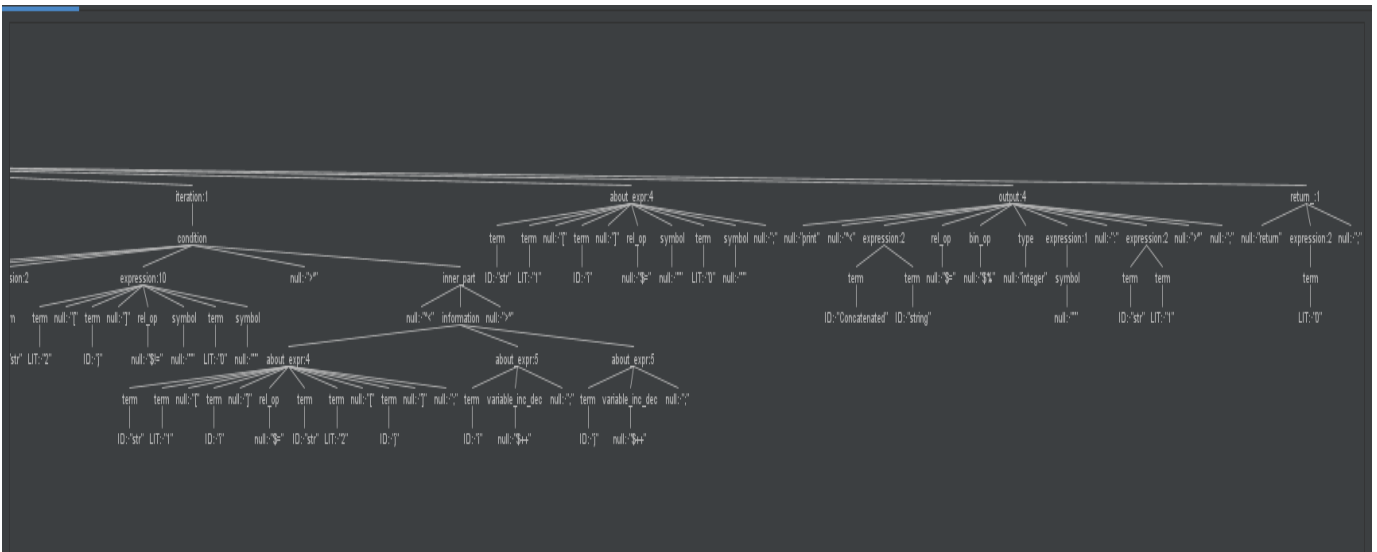 iteration:1 about_expr:4 output:4 return_:1
condition term term null:-"[" term null:-"]" rel_op symbol term symbol null:-";" null:-"print" null:-"*<" expression:2 rel_op bin_op type expression:1 null:-":" expression:2 null:-">*" null:-";" null:-"return" expression:2 null:-";"
sion:2 expression:10 null:-">*" inner_part ID:-"str" LIT:-"1" ID:-"i" null:-"$=" null:-""" LIT:-"0" null:-""" term term null:-"$=" null:-"$%" null:-"integer" symbol term term term
m term null:-"[" term null:-"]" rel_op symbol term symbol null:-"*<" information null:-">*" ID:-"Concatenated" ID:-"string" null:-""" ID:-"str" LIT:-"1" LIT:-"0"
"str" LIT:-"2" ID:-"j" null:-"$!=" null:-""" LIT:-"0" null:-""" about_expr:4 about_expr:5 about_expr:5
term term null:-"[" term null:-"]" rel_op term term null:-"[" term null:-"]" null:-";" term variable_inc_dec null:-";" term variable_inc_dec null:-";"
ID:-"str" LIT:-"1" ID:-"i" null:-"$=" ID:-"str" LIT:-"2" ID:-"j" ID:-"i" null:-"$++" ID:-"j" null:-"$++"